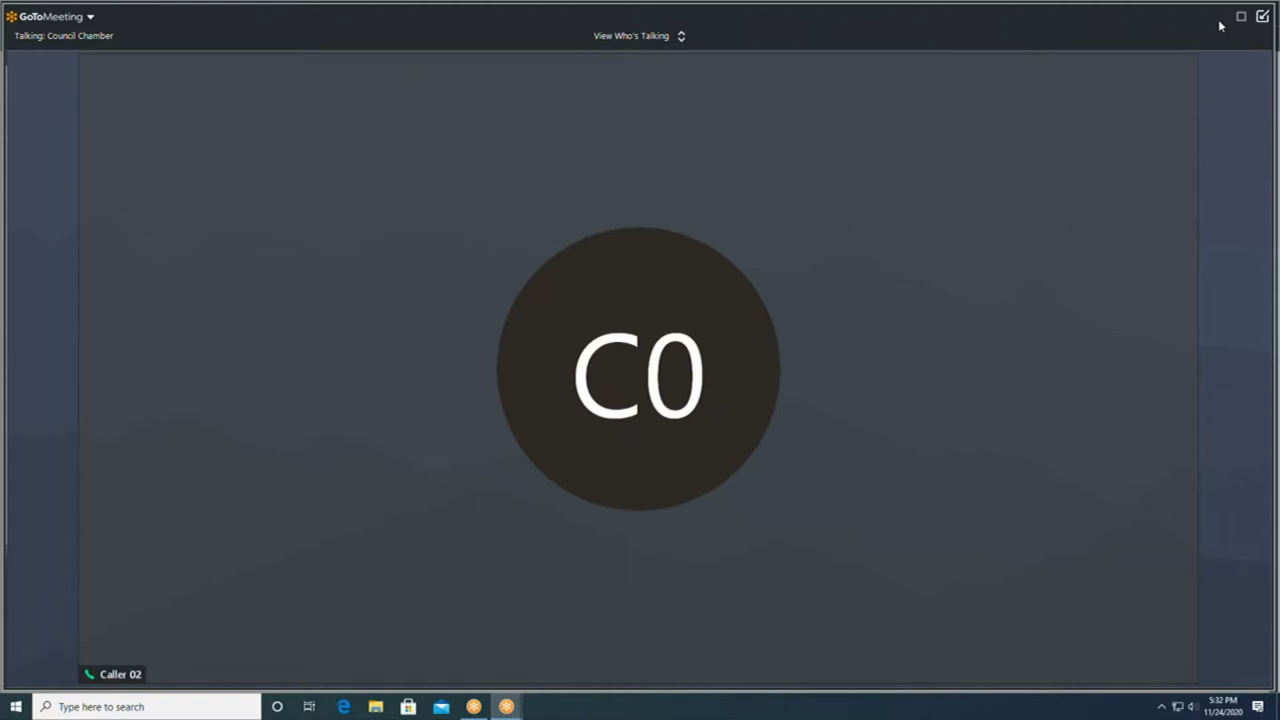 GoToMeeting
Talking: Council Chamber
View Who's Talking
C0
Caller 02
Type here to search
5:32 PM
11/24/2020